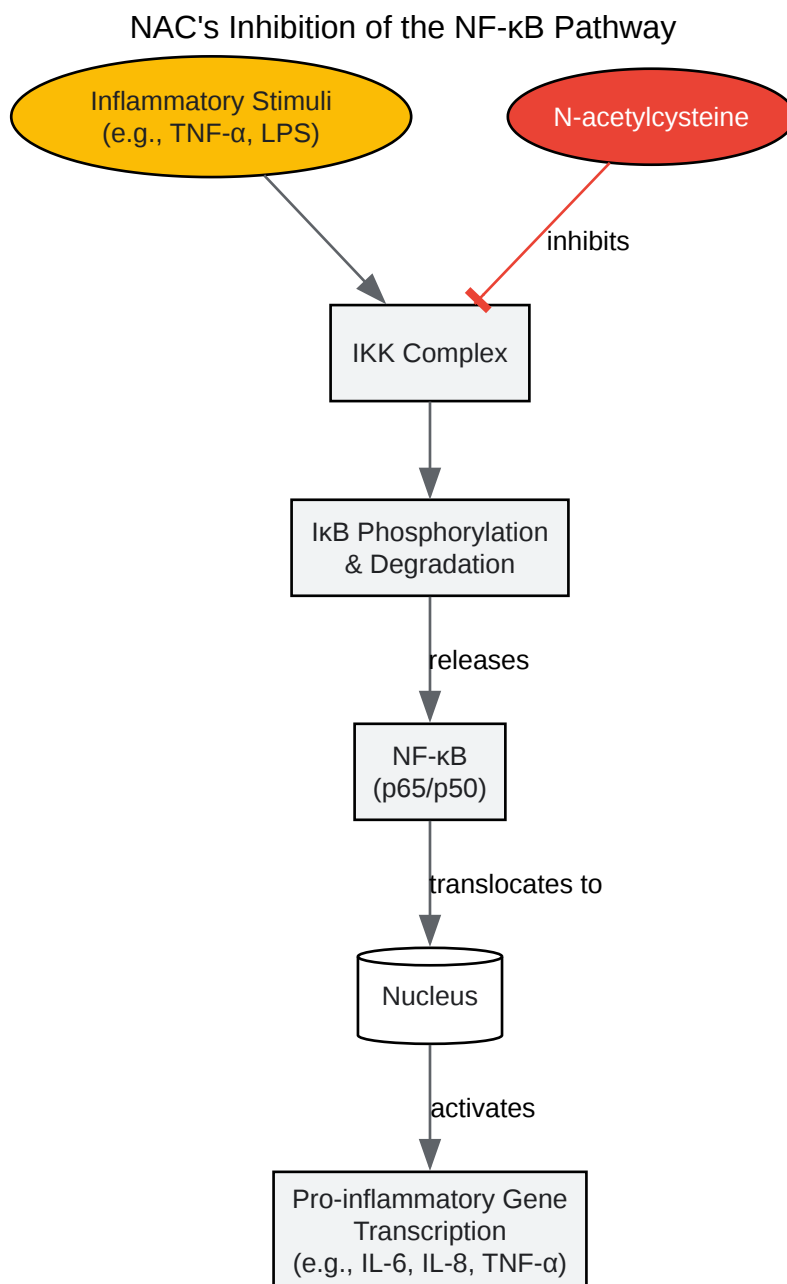 NAC's Inhibition of the NF-κB Pathway
Inflammatory Stimuli
(e.g., TNF-α, LPS)
N-acetylcysteine
inhibits
IKK Complex
IκB Phosphorylation
& Degradation
releases
NF-κB
(p65/p50)
translocates to
Nucleus
activates
Pro-inflammatory Gene
Transcription
(e.g., IL-6, IL-8, TNF-α)